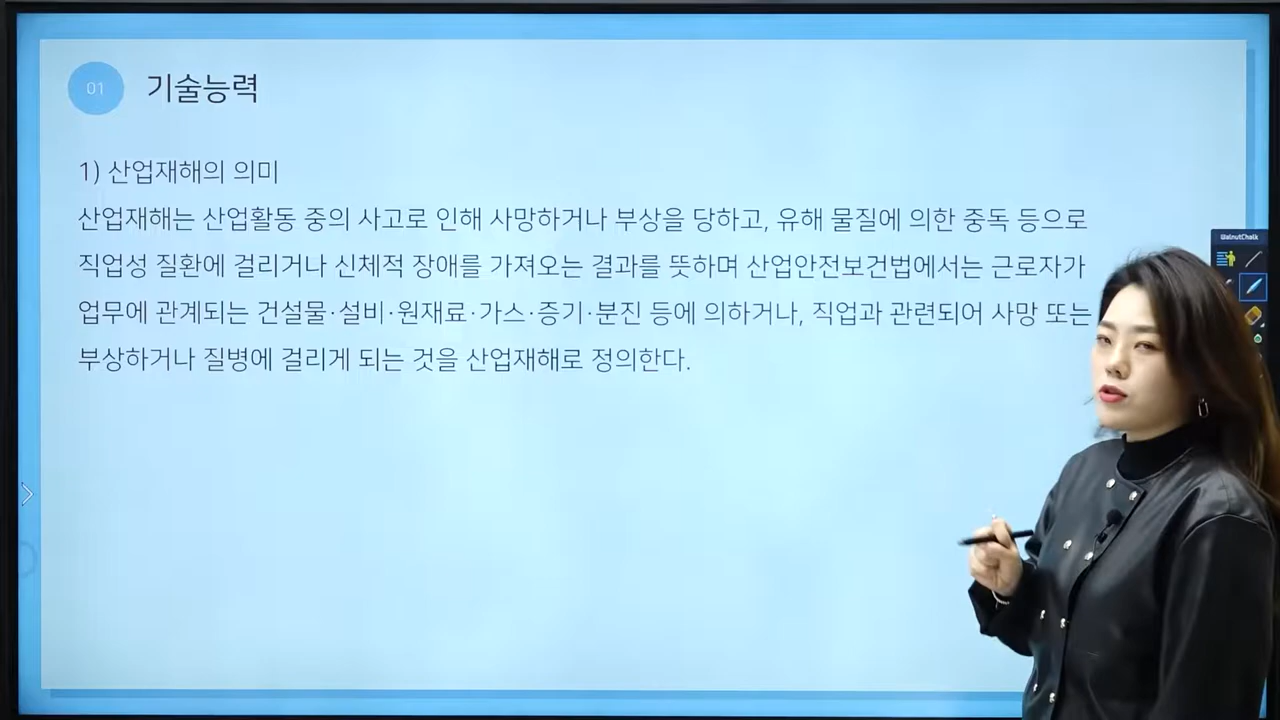 01 기술능력
1) 산업재해의 의미
산업재해는 산업활동 중의 사고로 인해 사망하거나 부상을 당하고, 유해 물질에 의한 중독 등으로
직업성 질환에 걸리거나 신체적 장애를 가져오는 결과를 뜻하며 산업안전보건법에서는 근로자가
업무에 관계되는 건설물·설비·원재료·가스·증기·분진 등에 의하거나, 직업과 관련되어 사망 또는
부상하거나 질병에 걸리게 되는 것을 산업재해로 정의한다.
WalnutChalk